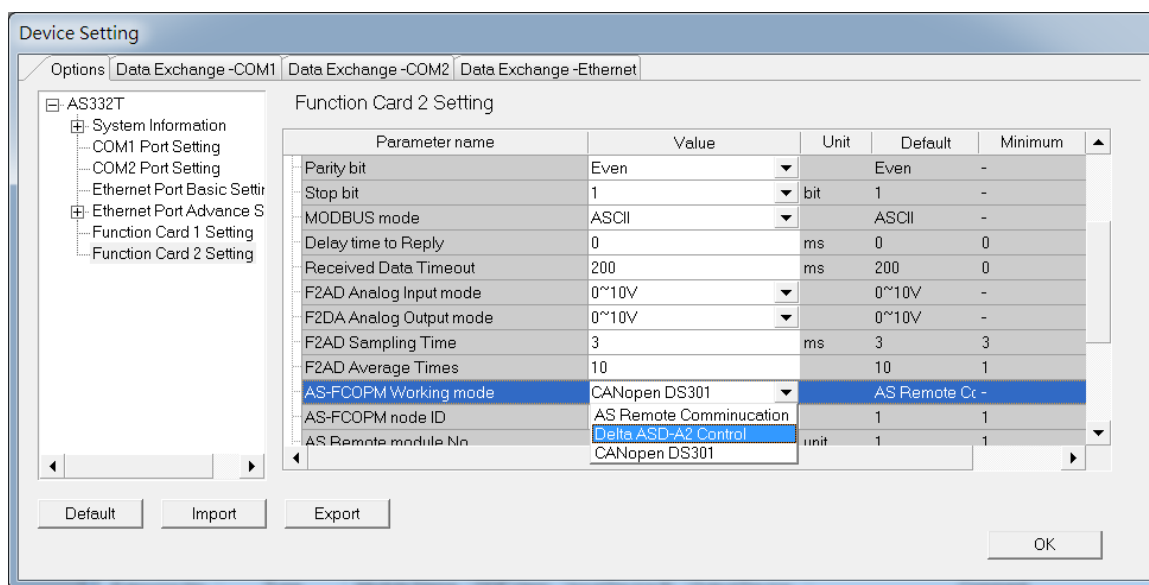 Device Setting
Options Data Exchange -COM1 Data Exchange -COM2 Data Exchange -Ethernet
AS332T
System Information
COM1 Port Setting
COM2 Port Setting
Ethernet Port Basic Settin
Ethernet Port Advance S
Function Card 1 Setting
Function Card 2 Setting
Function Card 2 Setting
Parameter name Value Unit Default Minimum
Parity bit Even Even -
Stop bit 1 bit 1 -
MODBUS mode ASCII ASCII -
Delay time to Reply 0 ms 0 0
Received Data Timeout 200 ms 200 0
F2AD Analog Input mode 0~10V 0~10V -
F2DA Analog Output mode 0~10V 0~10V -
F2AD Sampling Time 3 ms 3 3
F2AD Average Times 10 10 1
AS-FCOPM Working mode CANopen DS301 AS Remote Cc -
AS-FCOPM node ID 1 1
AS Remote module No unit 1 1
AS Remote Comminucation
Delta ASD-A2 Control
CANopen DS301
Default Import Export
OK